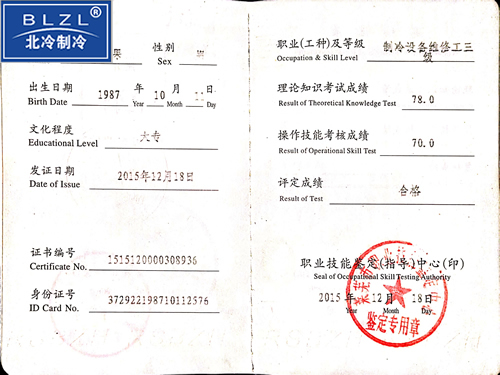 BLZL
北冷制冷
性别
Sex
出生日期 1987 年 10 月 日
Birth Date Year Month Day
文化程度 大专
Educational Level
发证日期 2015年12月18日
Date of Issue
证书编号 1515120000308936
Certificate No.
身份证号 372922198710112576
ID Card No.
职业(工种)及等级 制冷设备维修工三级
Occupation & Skill Level
理论知识考试成绩 78.0
Result of Theoretical Knowledge Test
操作技能考核成绩 70.0
Result of Operational Skill Test
评定成绩 合格
Result of Test
职业技能鉴定(指导)中心(印)
Seal of Occupational Skill Testing Authority
2015 年 12 月 18 日
Year Month Day
鉴定专用章